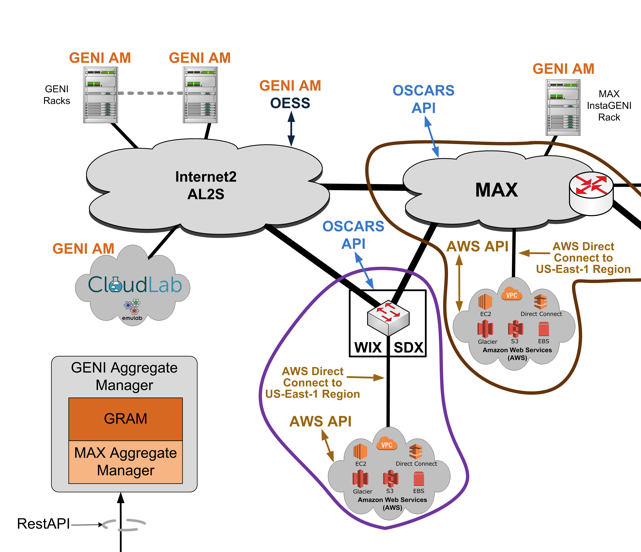 GENI AM
GENI AM
GENI
Racks
GENI AM
OESS
OSCARS
API
GENI AM
MAX
InstaGENI
Rack
Internet2
AL2S
MAX
OSCARS
API
GENI AM
CloudLab
emulab
AWS API
AWS Direct
Connect to
US-East-1 Region
VPC
EC2
Direct Connect
Glacier
S3
EBS
Amazon Web Services
(AWS)
WIX
SDX
AWS Direct
Connect to
US-East-1 Region
AWS API
VPC
EC2
Direct Connect
Glacier
S3
EBS
Amazon Web Services
(AWS)
GENI Aggregate
Manager
GRAM
MAX Aggregate
Manager
RestAPI